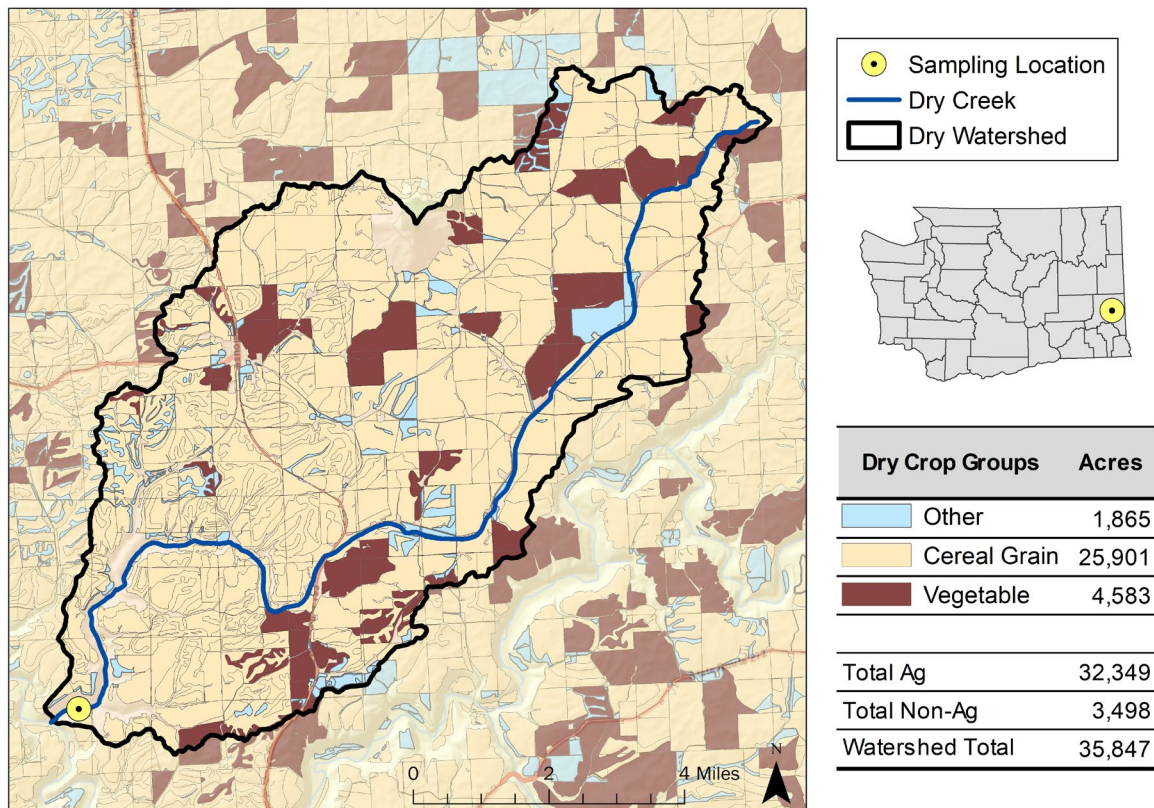 Sampling Location
Dry Creek
Dry Watershed
Dry Crop Groups Acres
Other 1,865
Cereal Grain 25,901
Vegetable 4,583
Total Ag 32,349
Total Non-Ag 3,498
Watershed Total 35,847
N
0 2 4 Miles